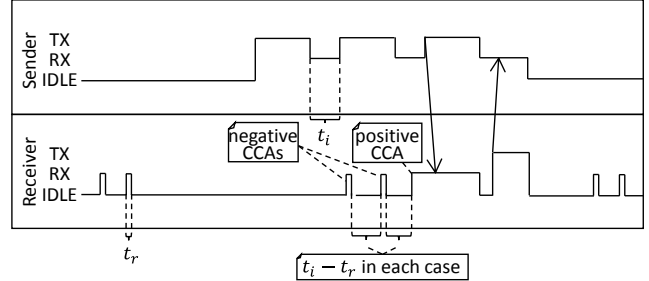 Sender
TX
RX
IDLE
t_i
negative CCAs
positive CCA
Receiver
TX
RX
IDLE
t_r
t_i − t_r in each case